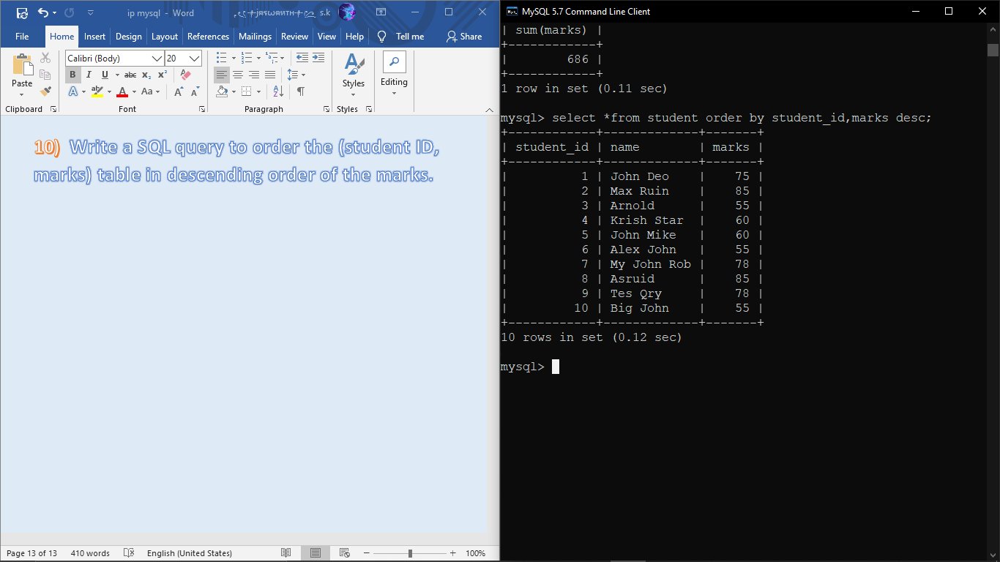 ip mysql - Word
s.k
File Home Insert Design Layout References Mailings Review View Help Tell me Share
Calibri (Body) 20
Paste
B I U abc x₂ x²
A ab A Aa A A
Styles
Editing
Clipboard Font Paragraph Styles
10) Write a SQL query to order the (student ID,
marks) table in descending order of the marks.
Page 13 of 13 410 words English (United States) 100%
MySQL 5.7 Command Line Client
| sum(marks) |
+------------+
|        686 |
+------------+
1 row in set (0.11 sec)
mysql> select *from student order by student_id,marks desc;
+------------+-------------+-------+
| student_id | name        | marks |
+------------+-------------+-------+
|          1 | John Deo    |    75 |
|          2 | Max Ruin    |    85 |
|          3 | Arnold      |    55 |
|          4 | Krish Star  |    60 |
|          5 | John Mike   |    60 |
|          6 | Alex John   |    55 |
|          7 | My John Rob |    78 |
|          8 | Asruid      |    85 |
|          9 | Tes Qry     |    78 |
|         10 | Big John    |    55 |
+------------+-------------+-------+
10 rows in set (0.12 sec)
mysql>